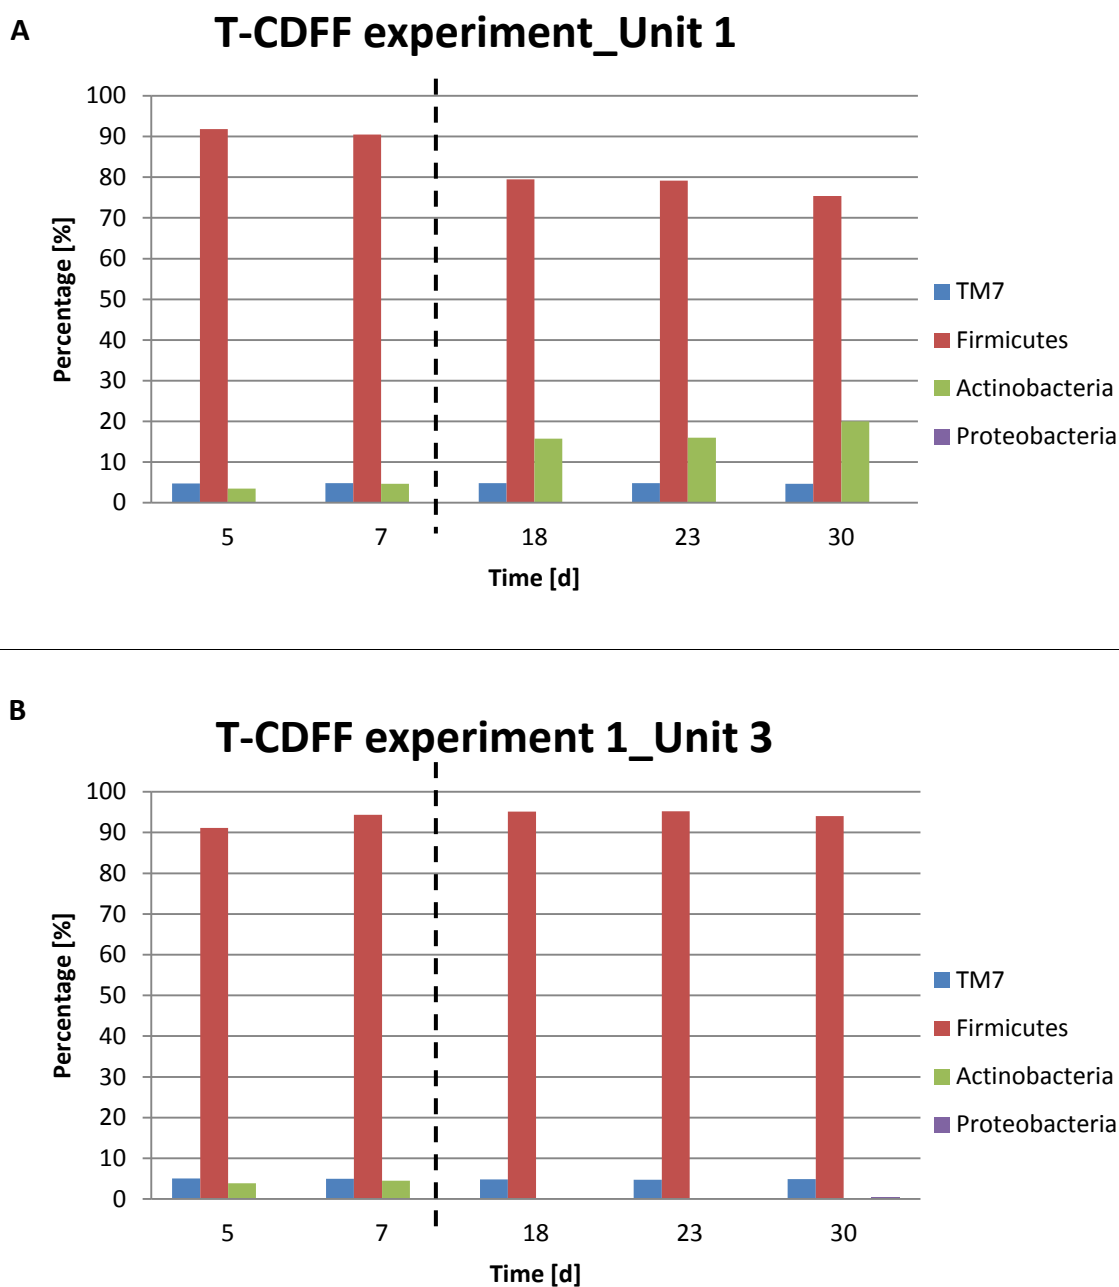 A
T-CDFF experiment_Unit 1
100
90
80
70
60
50
40
30
20
10
0
Percentage [%]
5 7 18 23 30
Time [d]
TM7
Firmicutes
Actinobacteria
Proteobacteria
B
T-CDFF experiment 1_Unit 3
100
90
80
70
60
50
40
30
20
10
0
Percentage [%]
5 7 18 23 30
Time [d]
TM7
Firmicutes
Actinobacteria
Proteobacteria